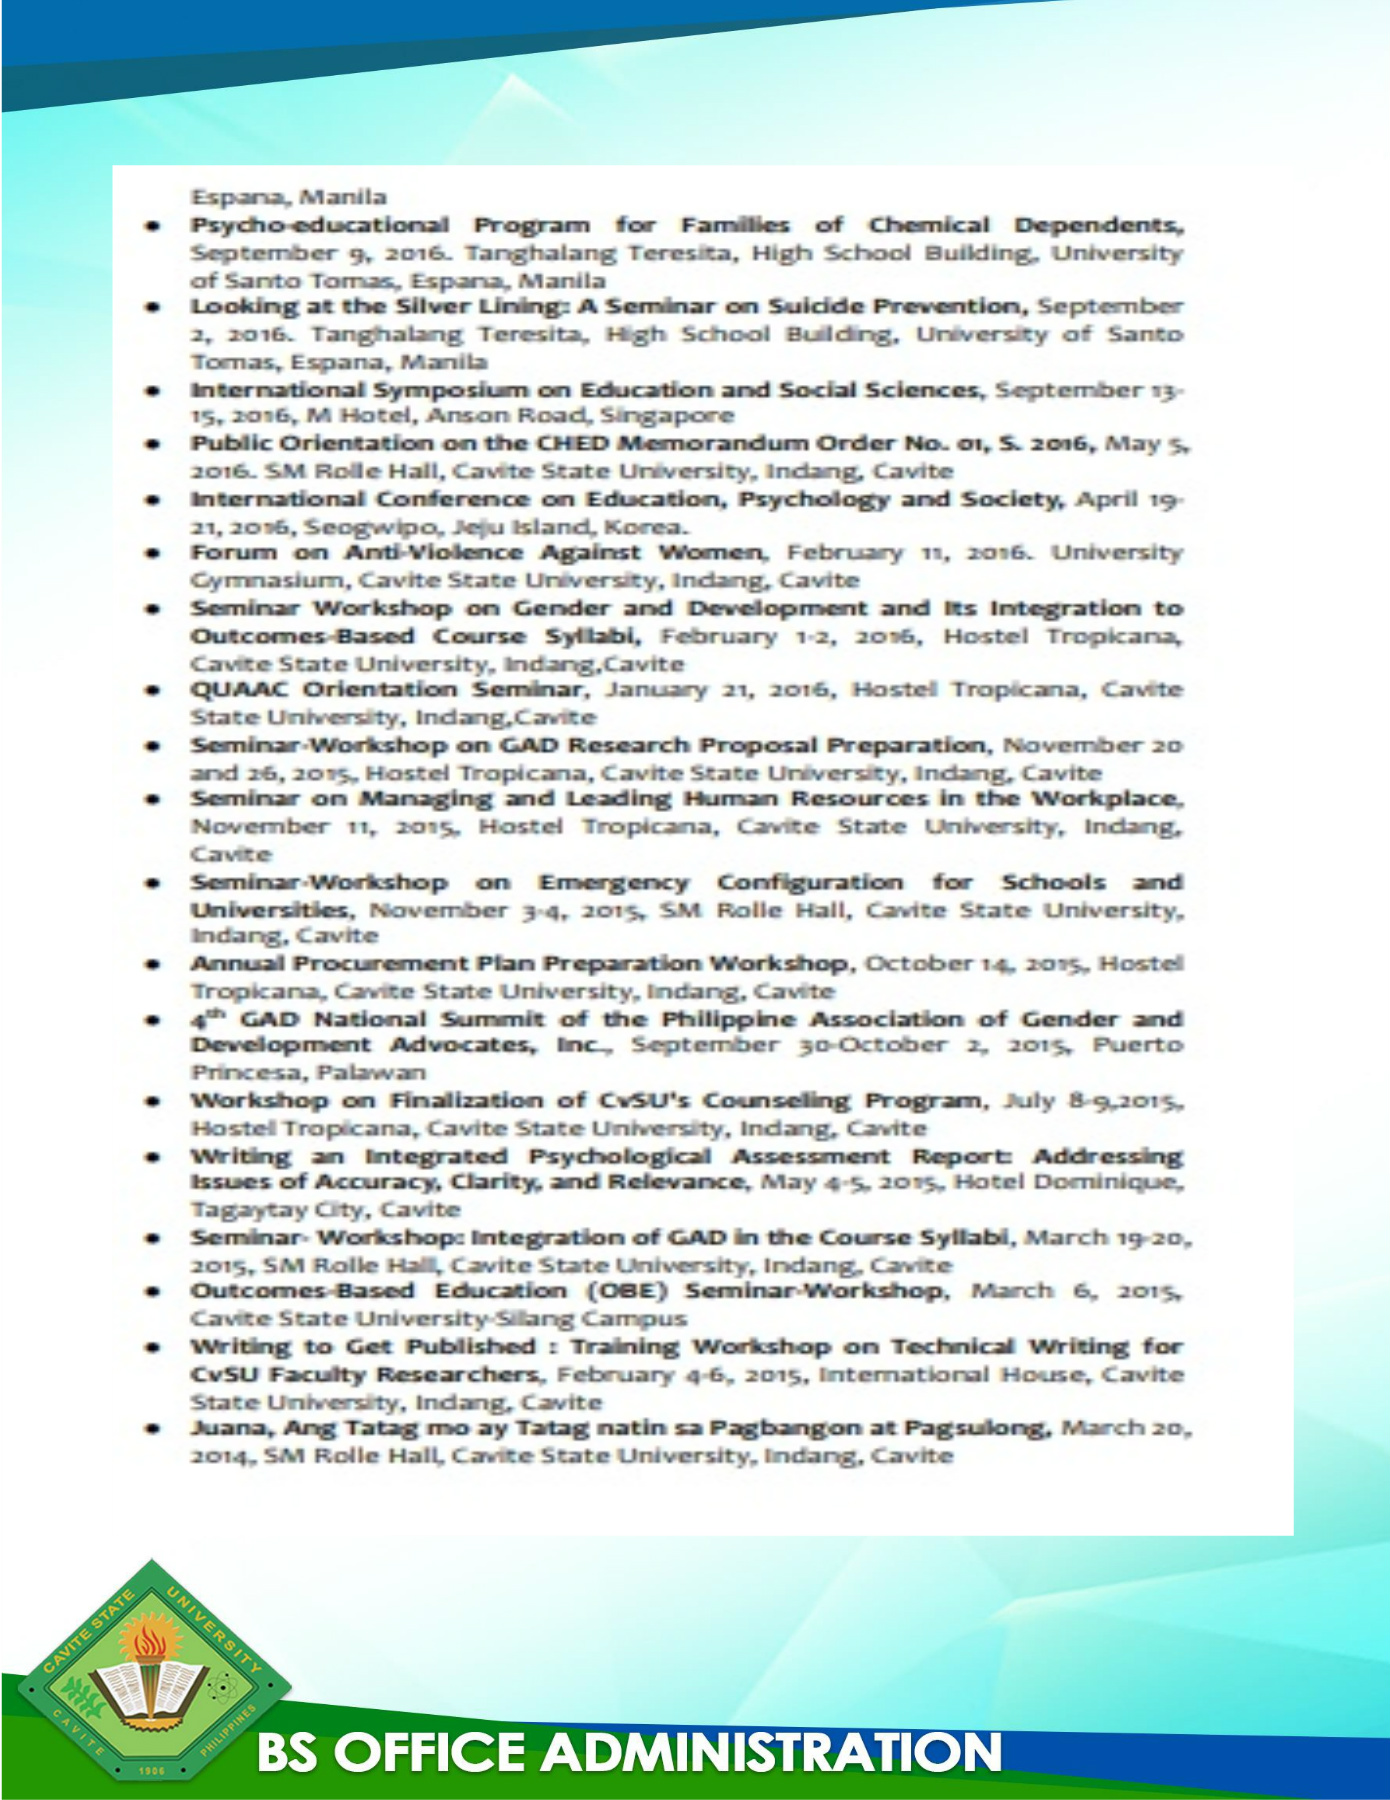 Espana, Manila
● Psycho-educational Program for Families of Chemical Dependents,
September 9, 2016. Tanghalang Teresita, High School Building, University
of Santo Tomas, Espana, Manila
● Looking at the Silver Lining: A Seminar on Suicide Prevention, September
2, 2016. Tanghalang Teresita, High School Building, University of Santo
Tomas, Espana, Manila
● International Symposium on Education and Social Sciences, September 13-
15, 2016, M Hotel, Anson Road, Singapore
● Public Orientation on the CHED Memorandum Order No. 01, S. 2016, May 5,
2016. SM Rolle Hall, Cavite State University, Indang, Cavite
● International Conference on Education, Psychology and Society, April 19-
21, 2016, Seogwipo, Jeju Island, Korea.
● Forum on Anti-Violence Against Women, February 11, 2016. University
Gymnasium, Cavite State University, Indang, Cavite
● Seminar Workshop on Gender and Development and Its Integration to
Outcomes-Based Course Syllabi, February 1-2, 2016, Hostel Tropicana,
Cavite State University, Indang,Cavite
● QUAAC Orientation Seminar, January 21, 2016, Hostel Tropicana, Cavite
State University, Indang,Cavite
● Seminar-Workshop on GAD Research Proposal Preparation, November 20
and 26, 2015, Hostel Tropicana, Cavite State University, Indang, Cavite
● Seminar on Managing and Leading Human Resources in the Workplace,
November 11, 2015, Hostel Tropicana, Cavite State University, Indang,
Cavite
● Seminar-Workshop on Emergency Configuration for Schools and
Universities, November 3-4, 2015, SM Rolle Hall, Cavite State University,
Indang, Cavite
● Annual Procurement Plan Preparation Workshop, October 14, 2015, Hostel
Tropicana, Cavite State University, Indang, Cavite
● 4th GAD National Summit of the Philippine Association of Gender and
Development Advocates, Inc., September 30-October 2, 2015, Puerto
Princesa, Palawan
● Workshop on Finalization of CvSU's Counseling Program, July 8-9,2015,
Hostel Tropicana, Cavite State University, Indang, Cavite
● Writing an Integrated Psychological Assessment Report: Addressing
Issues of Accuracy, Clarity, and Relevance, May 4-5, 2015, Hotel Dominique,
Tagaytay City, Cavite
● Seminar- Workshop: Integration of GAD in the Course Syllabi, March 19-20,
2015, SM Rolle Hall, Cavite State University, Indang, Cavite
● Outcomes-Based Education (OBE) Seminar-Workshop, March 6, 2015,
Cavite State University-Silang Campus
● Writing to Get Published : Training Workshop on Technical Writing for
CvSU Faculty Researchers, February 4-6, 2015, International House, Cavite
State University, Indang, Cavite
● Juana, Ang Tatag mo ay Tatag natin sa Pagbangon at Pagsulong, March 20,
2014, SM Rolle Hall, Cavite State University, Indang, Cavite
CAVITE STATE UNIVERSITY
CAVITE PHILIPPINES
1906
BS OFFICE ADMINISTRATION